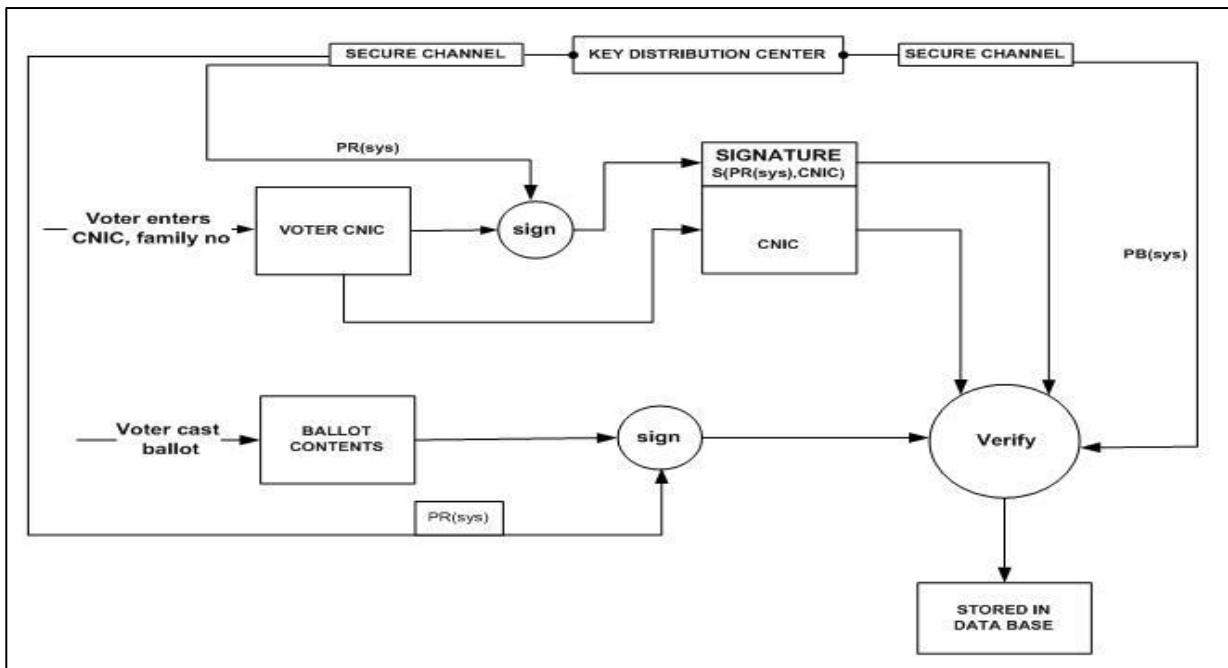 SECURE CHANNEL
KEY DISTRIBUTION CENTER
SECURE CHANNEL
PR(sys)
SIGNATURE
S(PR(sys),CNIC)
Voter enters
CNIC, family no
VOTER CNIC
sign
CNIC
PB(sys)
Voter cast
ballot
BALLOT
CONTENTS
sign
Verify
PR(sys)
STORED IN
DATA BASE